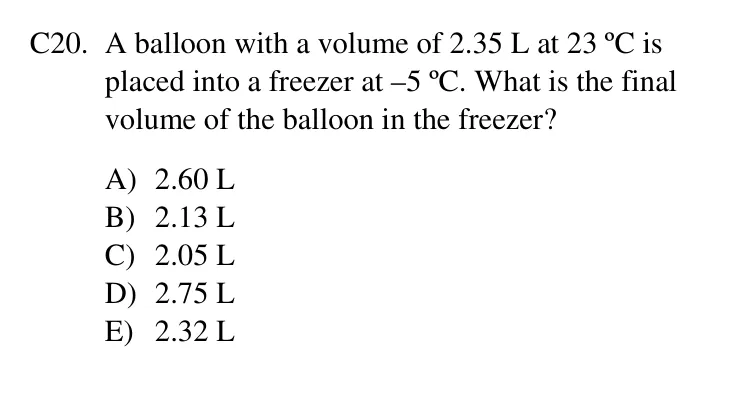 C20. A balloon with a volume of 2.35 L at 23 ºC is
placed into a freezer at –5 ºC. What is the final
volume of the balloon in the freezer?
A) 2.60 L
B) 2.13 L
C) 2.05 L
D) 2.75 L
E) 2.32 L